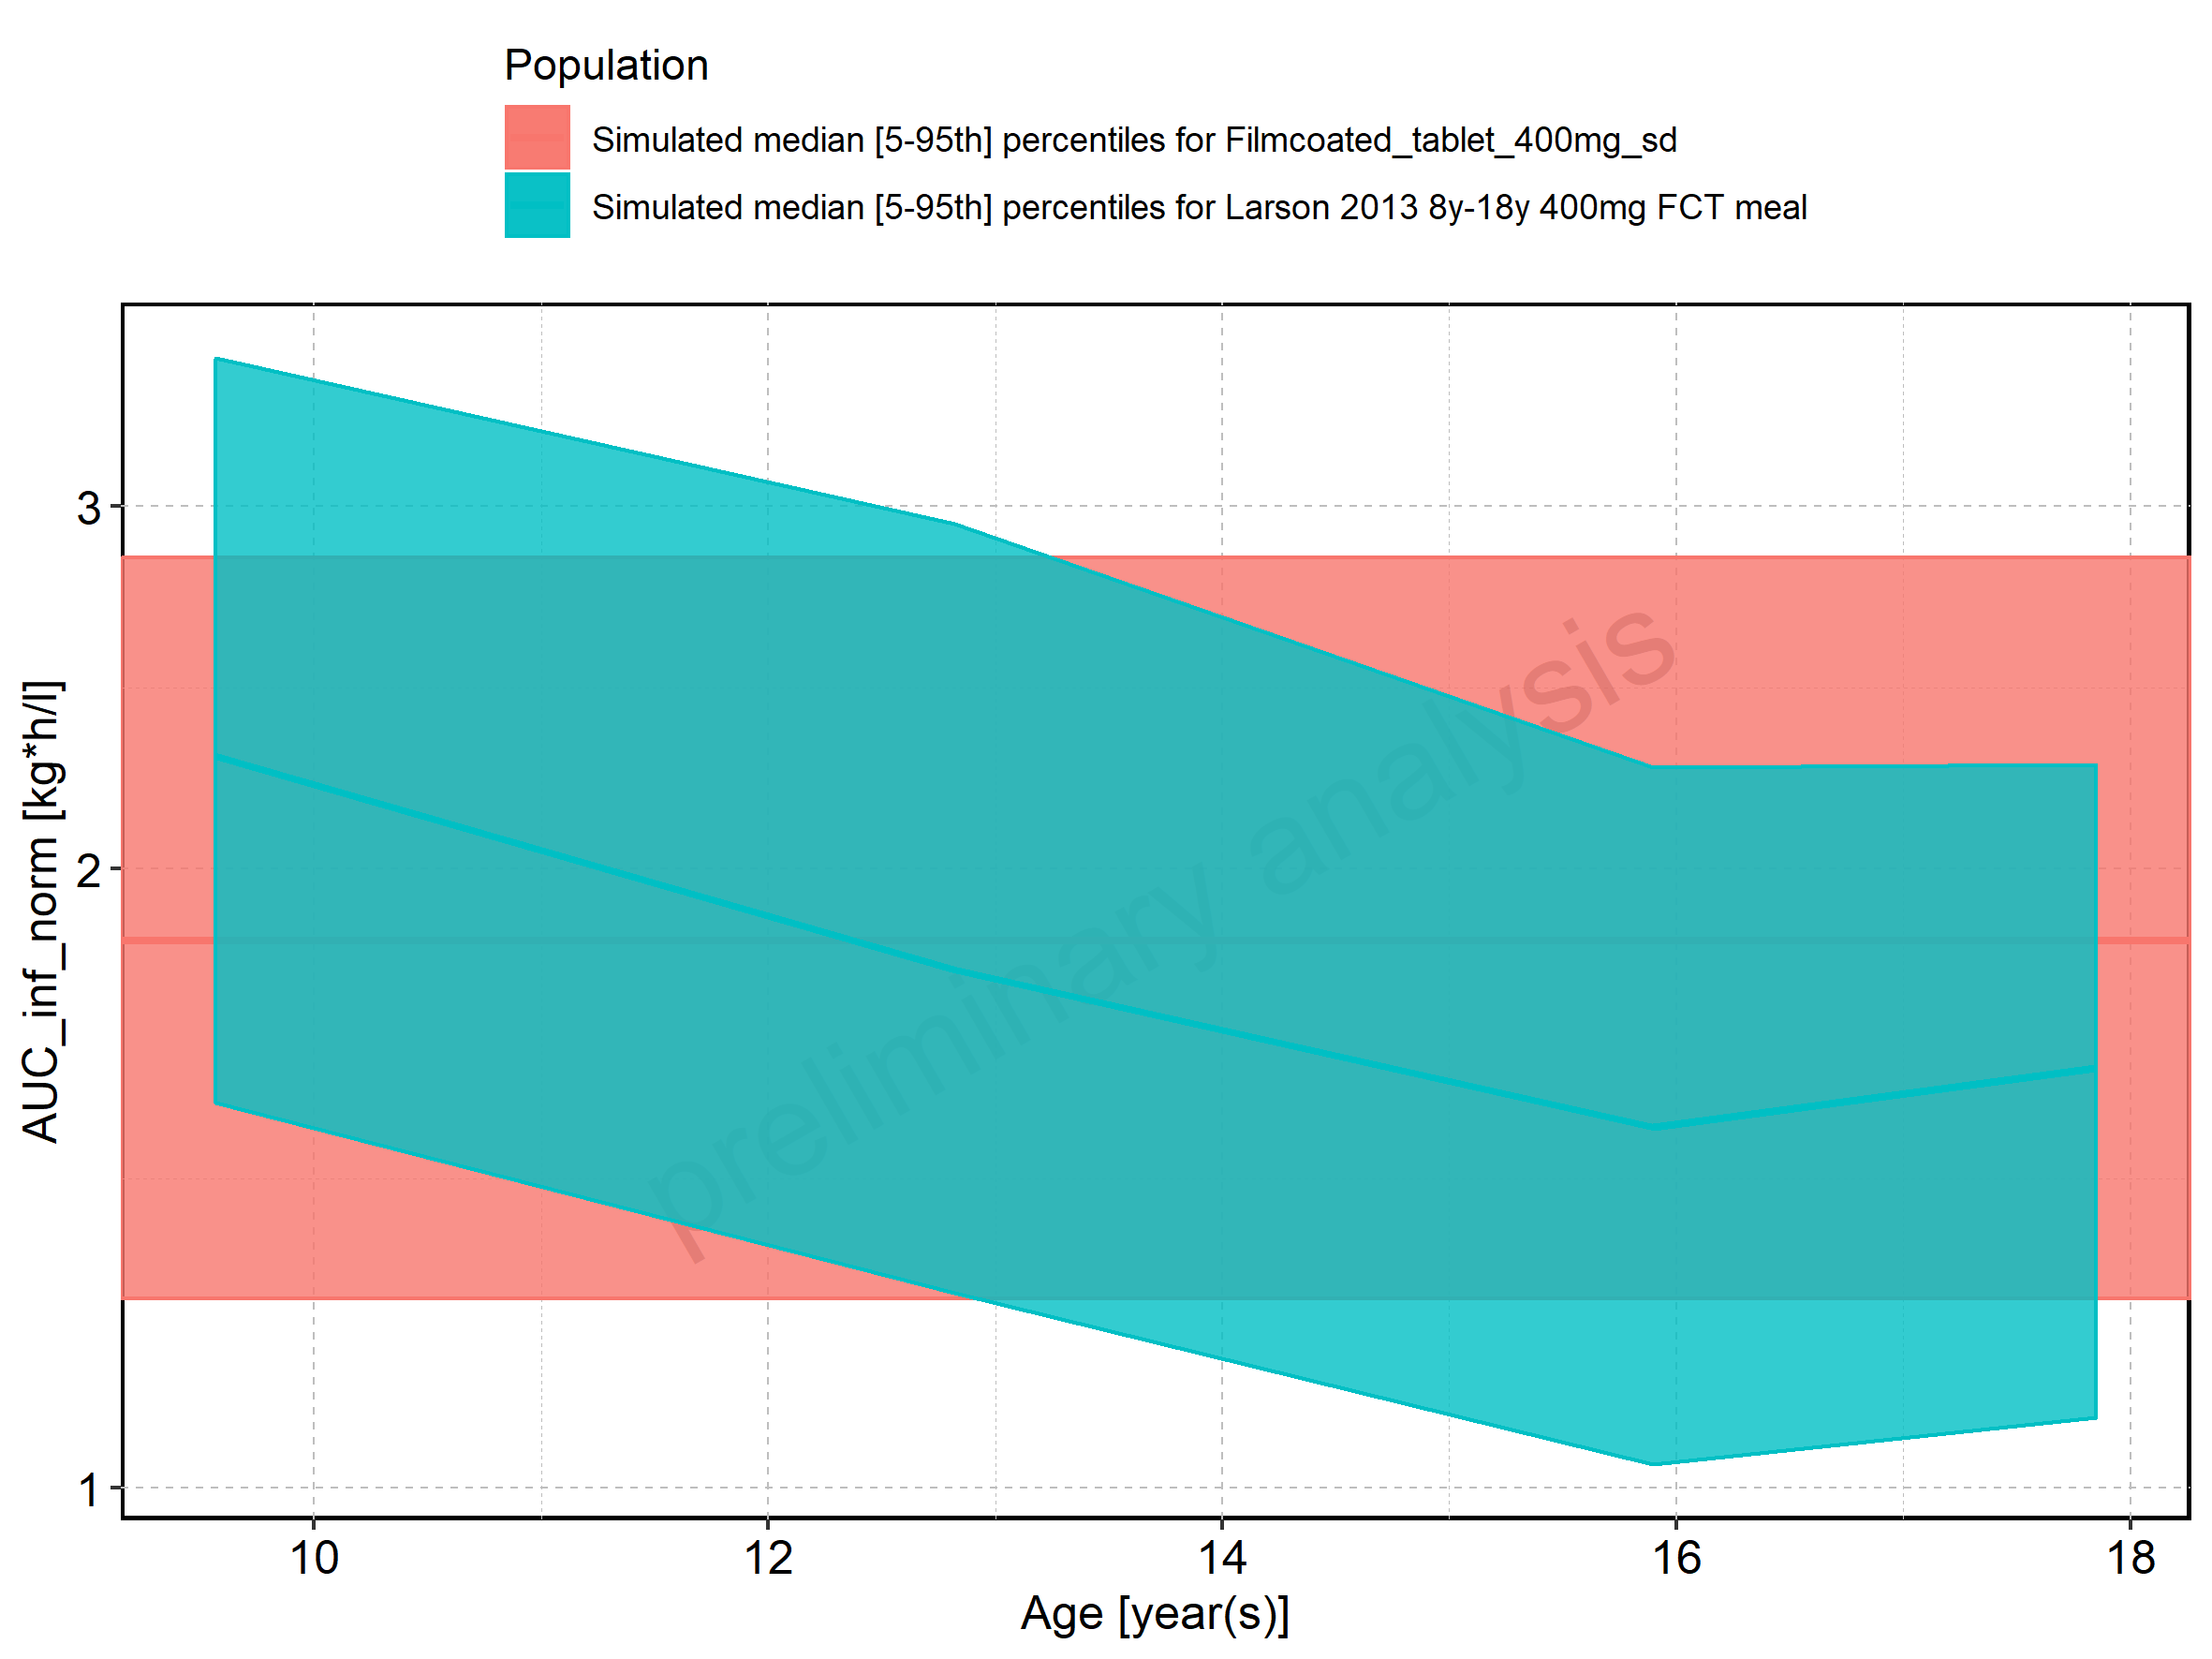 Population
Simulated median [5-95th] percentiles for Filmcoated_tablet_400mg_sd
Simulated median [5-95th] percentiles for Larson 2013 8y-18y 400mg FCT meal
AUC_inf_norm [kg*h/l]
3
2
1
preliminary analysis
10 12 14 16 18
Age [year(s)]